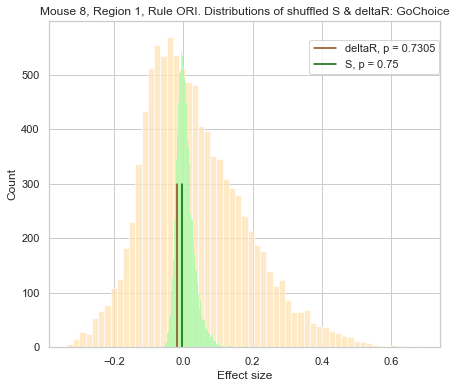 Mouse 8, Region 1, Rule ORI. Distributions of shuffled S & deltaR: GoChoice
deltaR, p = 0.7305
S, p = 0.75
500
400
300
200
100
0
Count
−0.2
0.0
0.2
0.4
0.6
Effect size